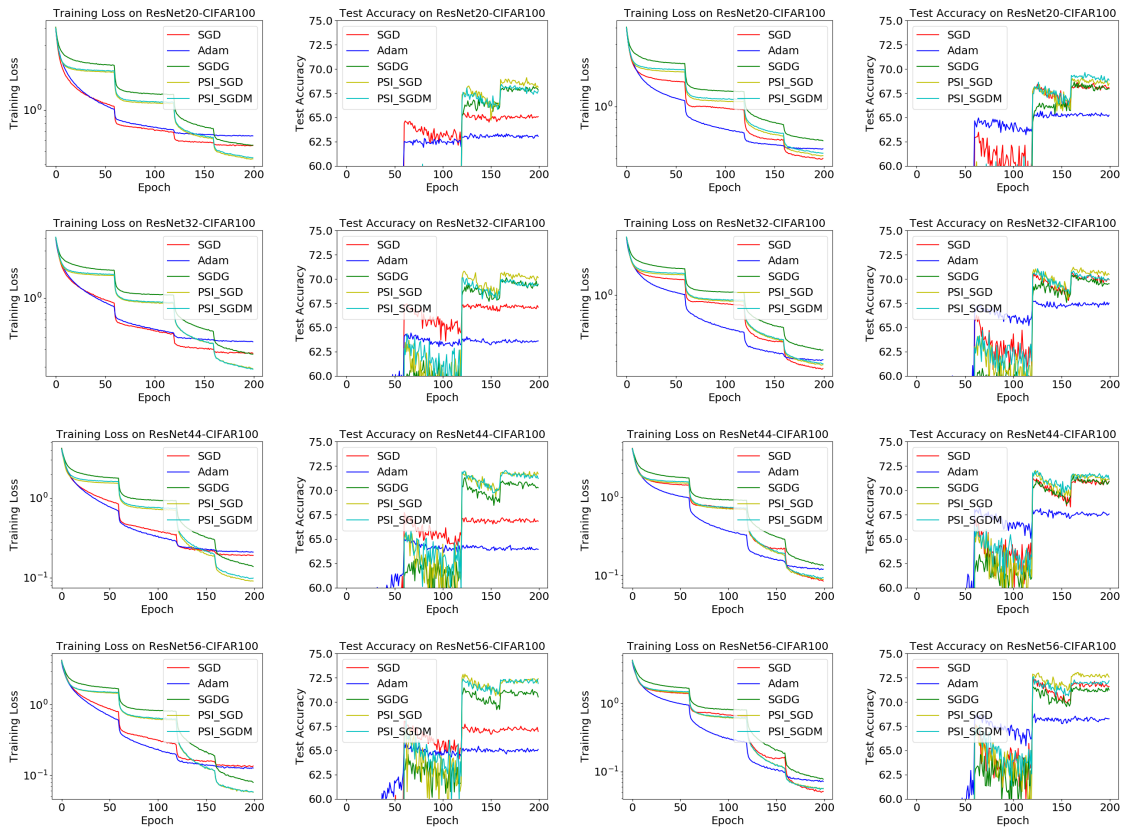 Training Loss on ResNet20-CIFAR100
Training Loss
10⁰
SGD
Adam
SGDG
PSI_SGD
PSI_SGDM
0 50 100 150 200
Epoch
Test Accuracy on ResNet20-CIFAR100
Test Accuracy
75.0
72.5
70.0
67.5
65.0
62.5
60.0
SGD
Adam
SGDG
PSI_SGD
PSI_SGDM
0 50 100 150 200
Epoch
Training Loss on ResNet20-CIFAR100
Training Loss
10⁰
SGD
Adam
SGDG
PSI_SGD
PSI_SGDM
0 50 100 150 200
Epoch
Test Accuracy on ResNet20-CIFAR100
Test Accuracy
75.0
72.5
70.0
67.5
65.0
62.5
60.0
SGD
Adam
SGDG
PSI_SGD
PSI_SGDM
0 50 100 150 200
Epoch
Training Loss on ResNet32-CIFAR100
Training Loss
10⁰
SGD
Adam
SGDG
PSI_SGD
PSI_SGDM
0 50 100 150 200
Epoch
Test Accuracy on ResNet32-CIFAR100
Test Accuracy
75.0
72.5
70.0
67.5
65.0
62.5
60.0
SGD
Adam
SGDG
PSI_SGD
PSI_SGDM
0 50 100 150 200
Epoch
Training Loss on ResNet32-CIFAR100
Training Loss
10⁰
SGD
Adam
SGDG
PSI_SGD
PSI_SGDM
0 50 100 150 200
Epoch
Test Accuracy on ResNet32-CIFAR100
Test Accuracy
75.0
72.5
70.0
67.5
65.0
62.5
60.0
SGD
Adam
SGDG
PSI_SGD
PSI_SGDM
0 50 100 150 200
Epoch
Training Loss on ResNet44-CIFAR100
Training Loss
10⁰
10⁻¹
SGD
Adam
SGDG
PSI_SGD
PSI_SGDM
0 50 100 150 200
Epoch
Test Accuracy on ResNet44-CIFAR100
Test Accuracy
75.0
72.5
70.0
67.5
65.0
62.5
60.0
SGD
Adam
SGDG
PSI_SGD
PSI_SGDM
0 50 100 150 200
Epoch
Training Loss on ResNet44-CIFAR100
Training Loss
10⁰
10⁻¹
SGD
Adam
SGDG
PSI_SGD
PSI_SGDM
0 50 100 150 200
Epoch
Test Accuracy on ResNet44-CIFAR100
Test Accuracy
75.0
72.5
70.0
67.5
65.0
62.5
60.0
SGD
Adam
SGDG
PSI_SGD
PSI_SGDM
0 50 100 150 200
Epoch
Training Loss on ResNet56-CIFAR100
Training Loss
10⁰
10⁻¹
SGD
Adam
SGDG
PSI_SGD
PSI_SGDM
0 50 100 150 200
Epoch
Test Accuracy on ResNet56-CIFAR100
Test Accuracy
75.0
72.5
70.0
67.5
65.0
62.5
60.0
SGD
Adam
SGDG
PSI_SGD
PSI_SGDM
0 50 100 150 200
Epoch
Training Loss on ResNet56-CIFAR100
Training Loss
10⁰
10⁻¹
SGD
Adam
SGDG
PSI_SGD
PSI_SGDM
0 50 100 150 200
Epoch
Test Accuracy on ResNet56-CIFAR100
Test Accuracy
75.0
72.5
70.0
67.5
65.0
62.5
60.0
SGD
Adam
SGDG
PSI_SGD
PSI_SGDM
0 50 100 150 200
Epoch